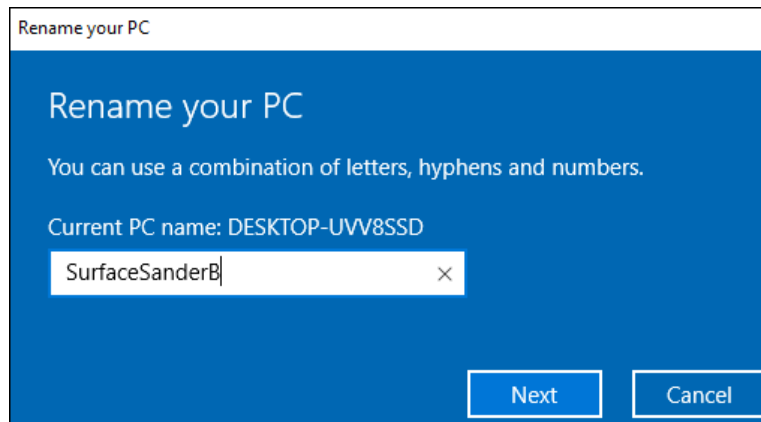 Rename your PC
Rename your PC
You can use a combination of letters, hyphens and numbers.
Current PC name: DESKTOP-UVV8SSD
SurfaceSanderB
Next Cancel